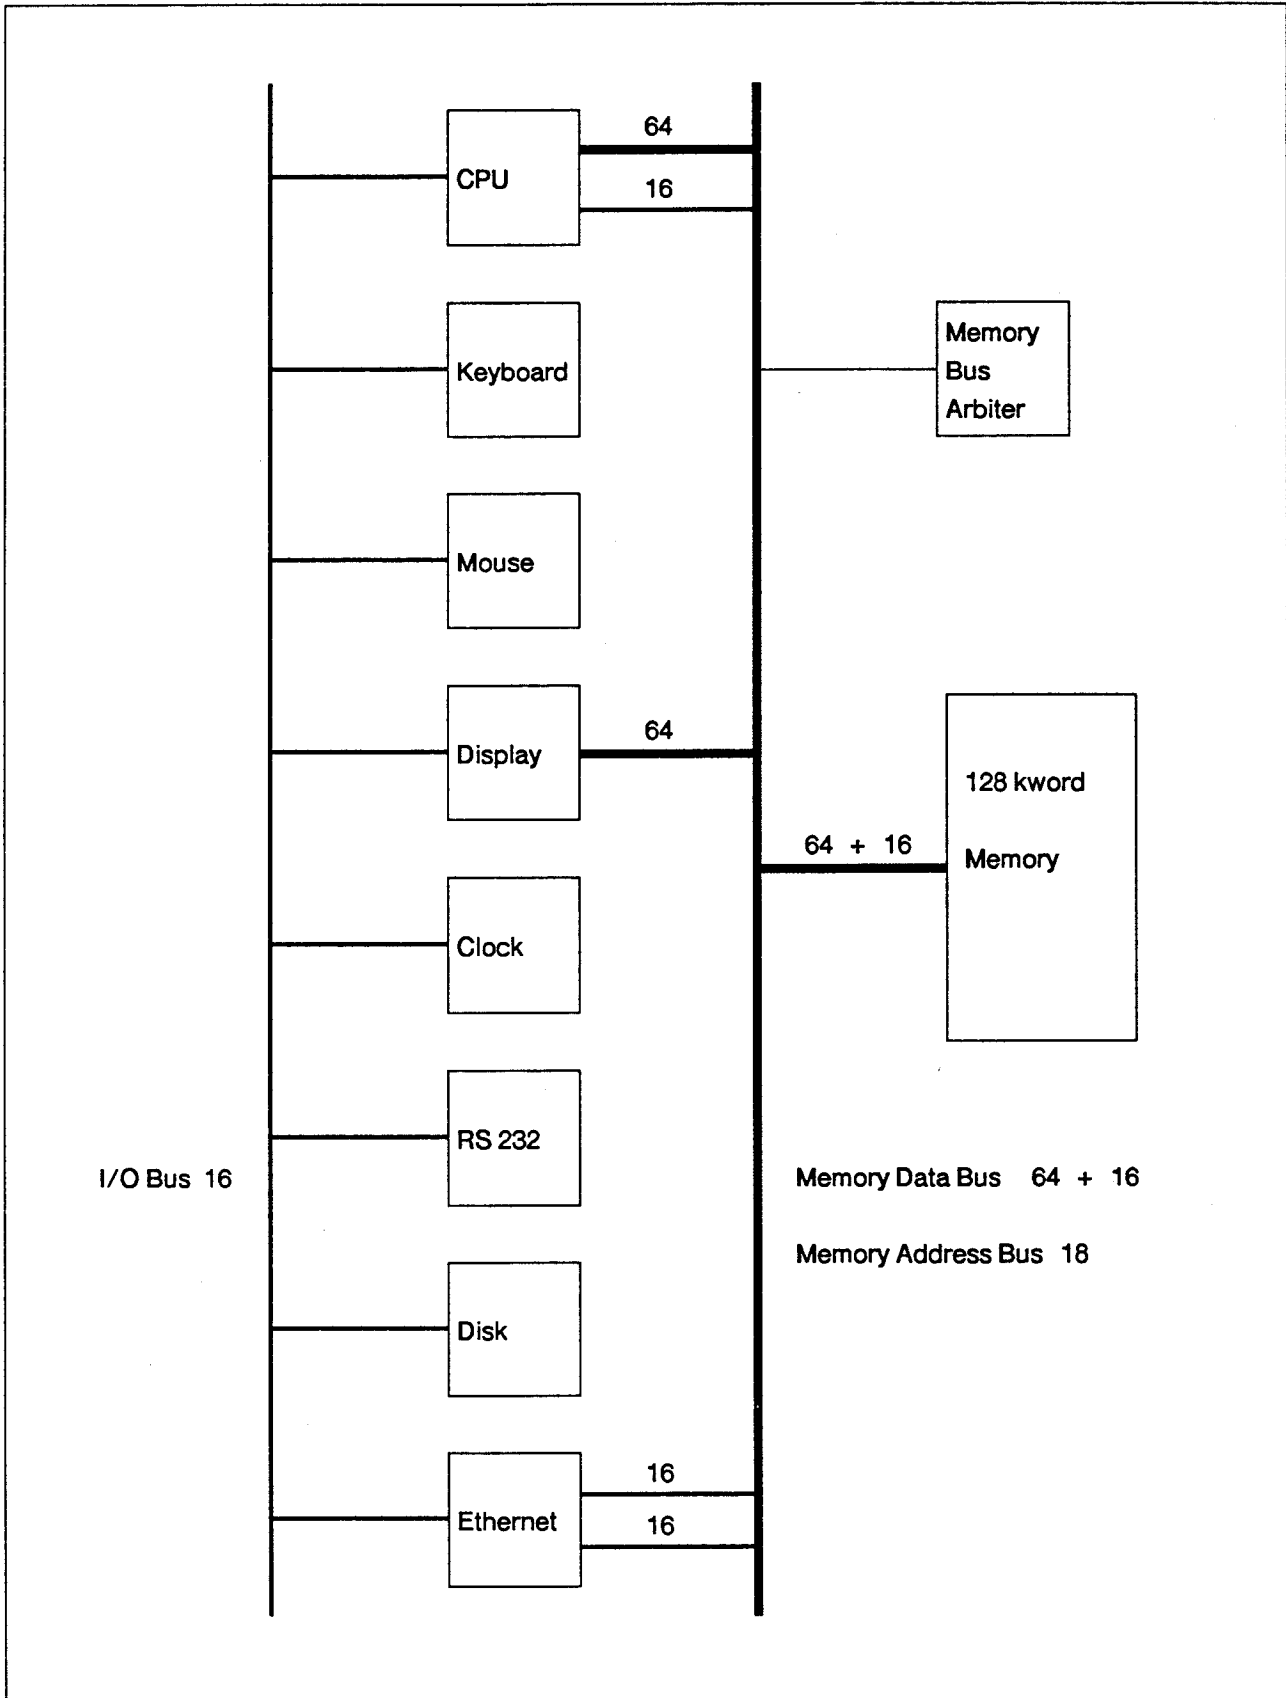 64
CPU
16
Memory
Bus
Arbiter
Keyboard
Mouse
64
Display
128 kword
64 + 16
Memory
Clock
RS 232
I/O Bus 16
Memory Data Bus 64 + 16
Memory Address Bus 18
Disk
16
Ethernet
16